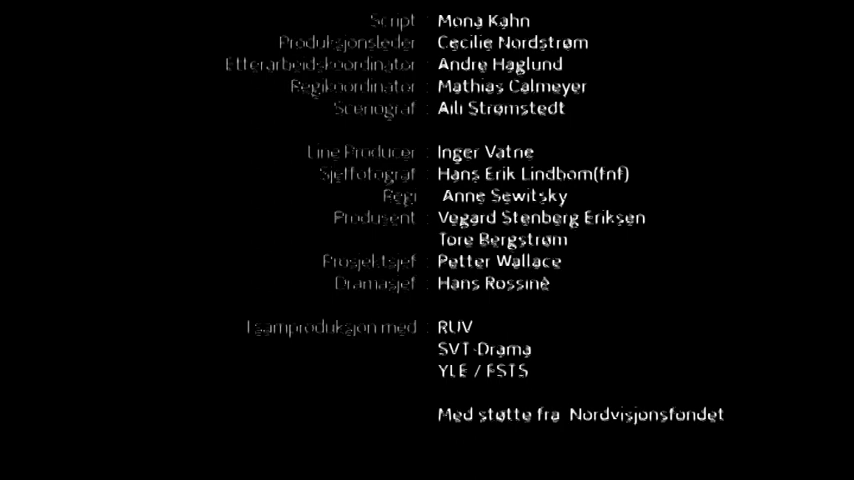 Script : Mona Kahn
Produksjonsleder : Cecilie Nordstrøm
Etterarbeidskoordinator : Andre Haglund
Regikoordinator : Mathias Calmeyer
Scenograf : Aili Strømstedt
Line Producer : Inger Vatne
Sjeffotograf : Hans Erik Lindbom(fnf)
Regi Anne Sewitsky
Produsent : Vegard Stenberg Eriksen
Tore Bergstrøm
Prosjektsjef : Petter Wallace
Dramasjef : Hans Rossinè
I samproduksjon med : RUV
SVT-Drama
YLE / FSTS
Med støtte fra Nordvisjonsfondet